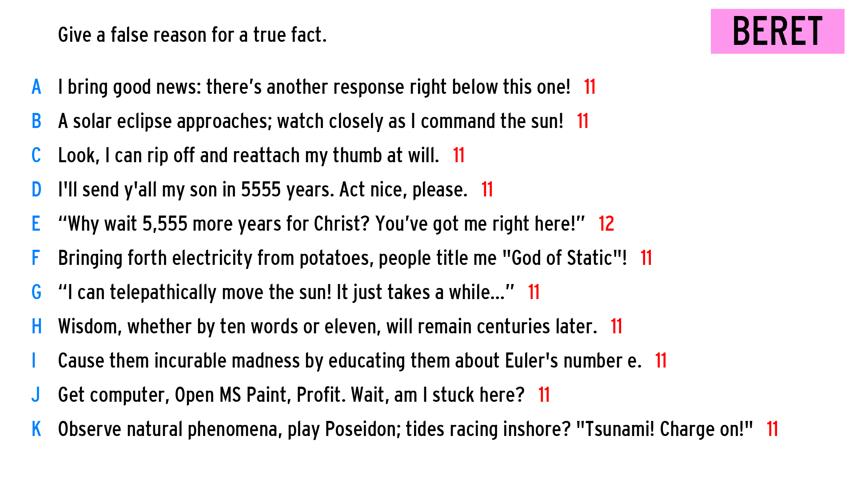 Give a false reason for a true fact.
BERET
A I bring good news: there's another response right below this one! 11
B A solar eclipse approaches; watch closely as I command the sun! 11
C Look, I can rip off and reattach my thumb at will. 11
D I'll send y'all my son in 5555 years. Act nice, please. 11
E “Why wait 5,555 more years for Christ? You've got me right here!” 12
F Bringing forth electricity from potatoes, people title me "God of Static"! 11
G “I can telepathically move the sun! It just takes a while...” 11
H Wisdom, whether by ten words or eleven, will remain centuries later. 11
I Cause them incurable madness by educating them about Euler's number e. 11
J Get computer, Open MS Paint, Profit. Wait, am I stuck here? 11
K Observe natural phenomena, play Poseidon; tides racing inshore? "Tsunami! Charge on!" 11